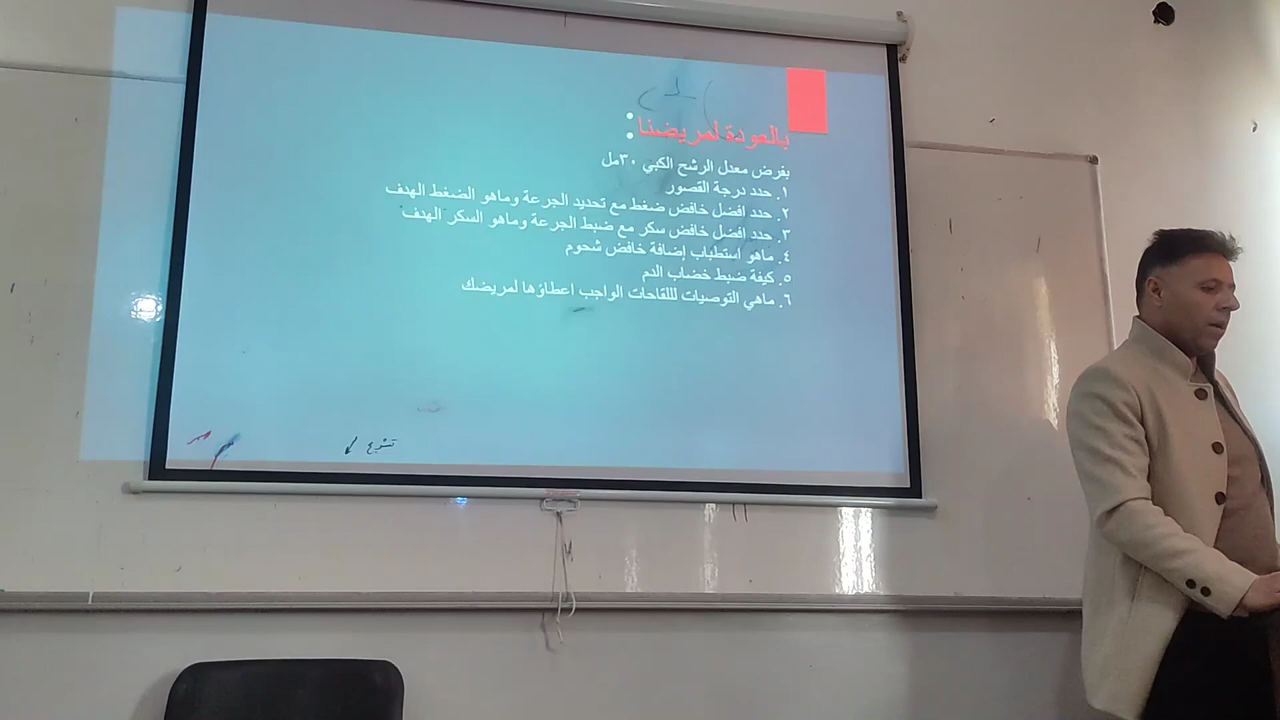 بالعودة لمريضنا:
بفرض معدل الرشح الكبي ٣٠مل
١. حدد درجة القصور
٢. حدد افضل خافض ضغط مع تحديد الجرعة وماهو الضغط الهدف
٣. حدد افضل خافض سكر مع ضبط الجرعة وماهو السكر الهدف
٤. ماهو استطباب إضافة خافض شحوم
٥. كيفة ضبط خضاب الدم
٦. ماهي التوصيات لللقاحات الواجب اعطاؤها لمريضك